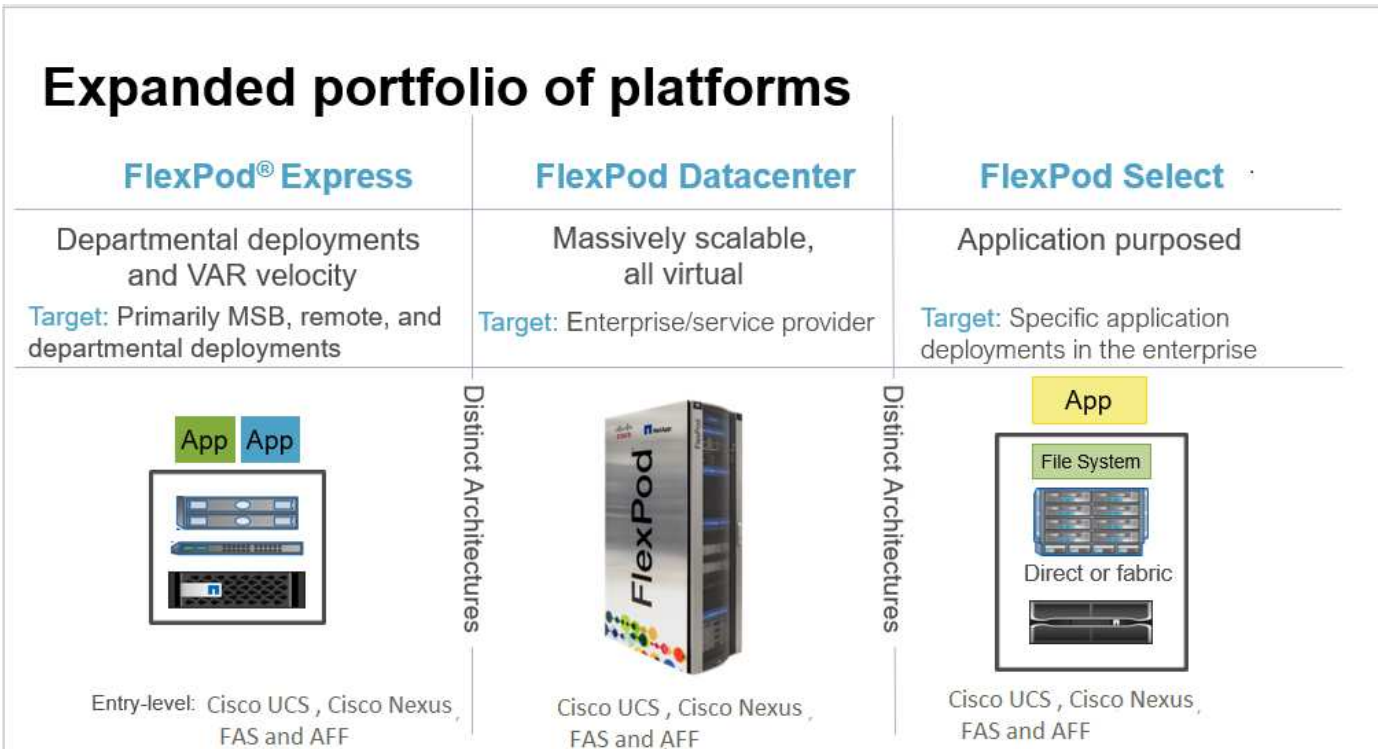 Expanded portfolio of platforms
FlexPod® Express
Departmental deployments
and VAR velocity
Target: Primarily MSB, remote, and
departmental deployments
App App
Entry-level: Cisco UCS , Cisco Nexus ,
FAS and AFF
Distinct Architectures
FlexPod Datacenter
Massively scalable,
all virtual
Target: Enterprise/service provider
CISCO
NetApp
FlexPod
FlexPod
Cisco UCS , Cisco Nexus ,
FAS and AFF
Distinct Architectures
FlexPod Select .
Application purposed
Target: Specific application
deployments in the enterprise
App
File System
Direct or fabric
Cisco UCS , Cisco Nexus ,
FAS and AFF